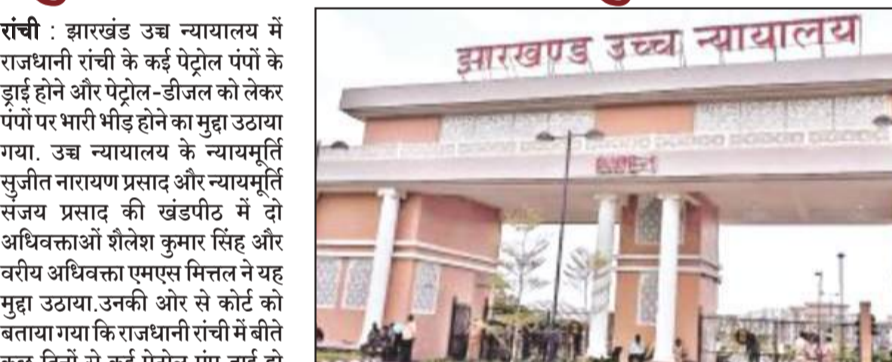 रांची : झारखंड उच्च न्यायालय में
राजधानी रांची के कई पेट्रोल पंपों के
ड्राई होने और पेट्रोल-डीजल को लेकर
पंपों पर भारी भीड़ होने का मुद्दा उठाया
गया. उच्च न्यायालय के न्यायमूर्ति
सुजीत नारायण प्रसाद और न्यायमूर्ति
संजय प्रसाद की खंडपीठ में दो
अधिवक्ताओं शैलेश कुमार सिंह और
वरीय अधिवक्ता एमएस मित्तल ने यह
मुद्दा उठाया.उनकी ओर से कोर्ट को
बताया गया कि राजधानी रांची में बीते
कुछ दिनों से कई पेट्रोल पंप ड्राई हो
झारखण्ड उच्च न्यायालय